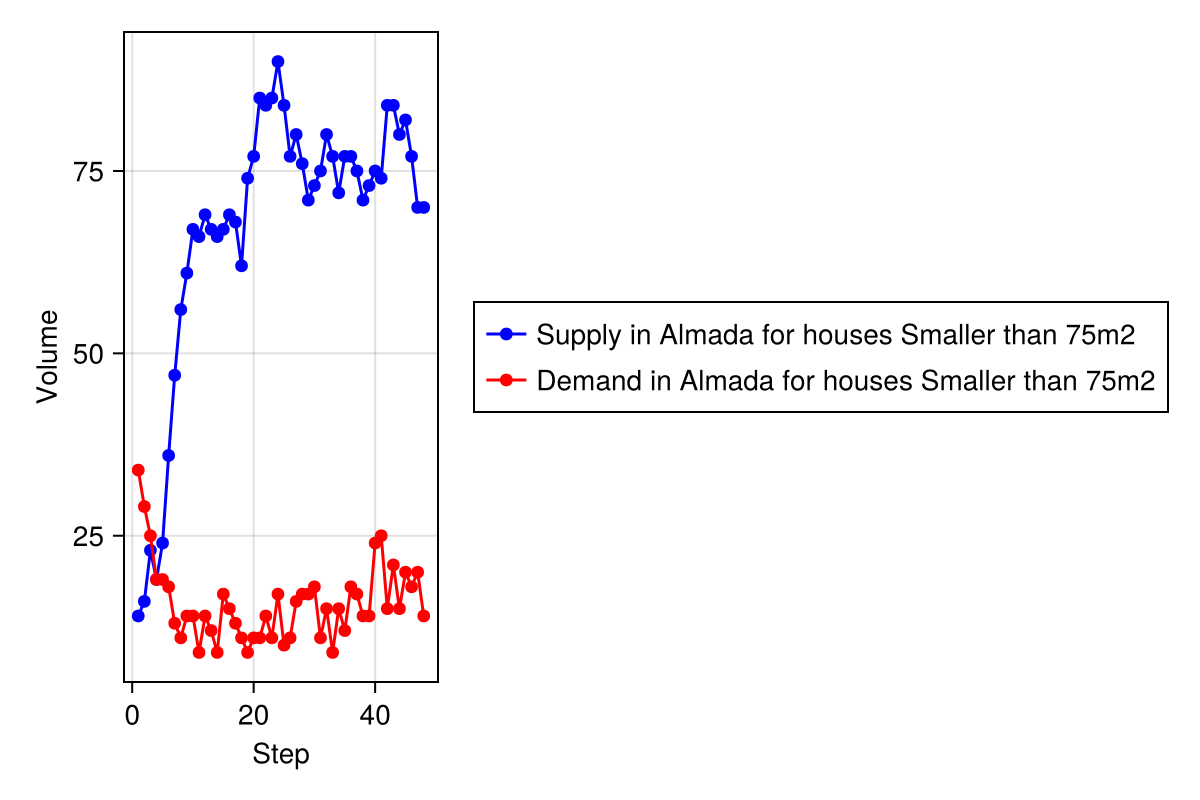 75
50
25
Volume
0 20 40
Step
Supply in Almada for houses Smaller than 75m2
Demand in Almada for houses Smaller than 75m2